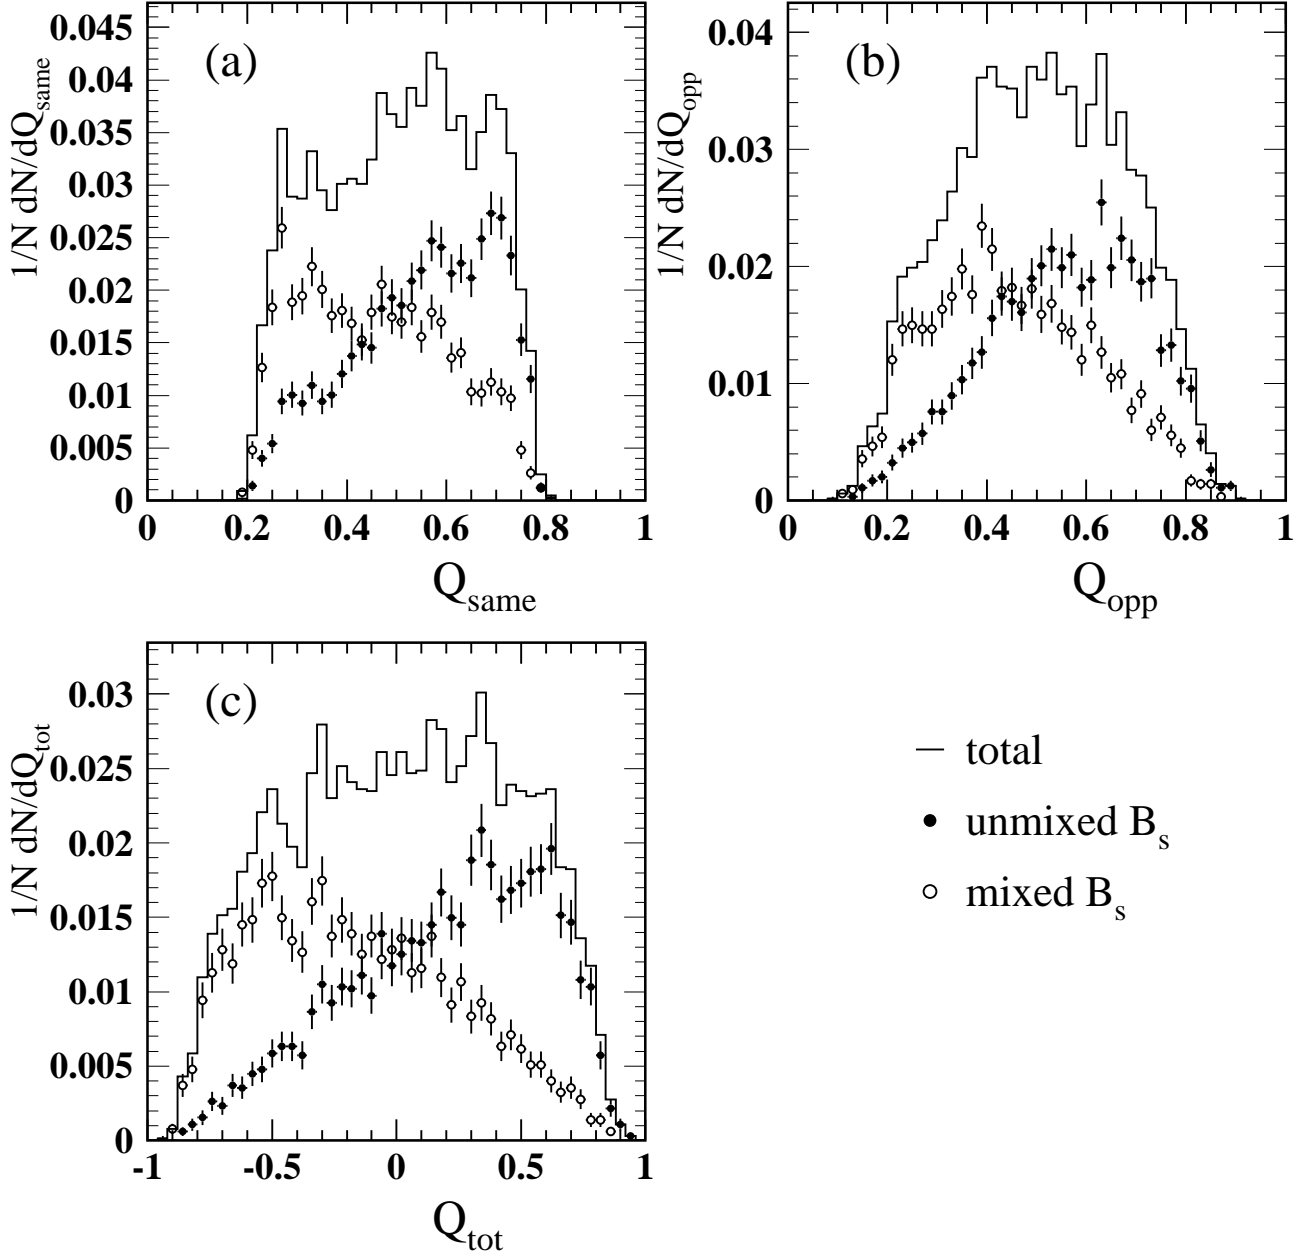 (a)
1/N dN/dQ_same
0.045
0.04
0.035
0.03
0.025
0.02
0.015
0.01
0.005
0
0 0.2 0.4 0.6 0.8 1
Q_same
(b)
1/N dN/dQ_opp
0.04
0.03
0.02
0.01
0
0 0.2 0.4 0.6 0.8 1
Q_opp
(c)
1/N dN/dQ_tot
0.03
0.025
0.02
0.015
0.01
0.005
0
-1 -0.5 0 0.5 1
Q_tot
total
unmixed B_s
mixed B_s